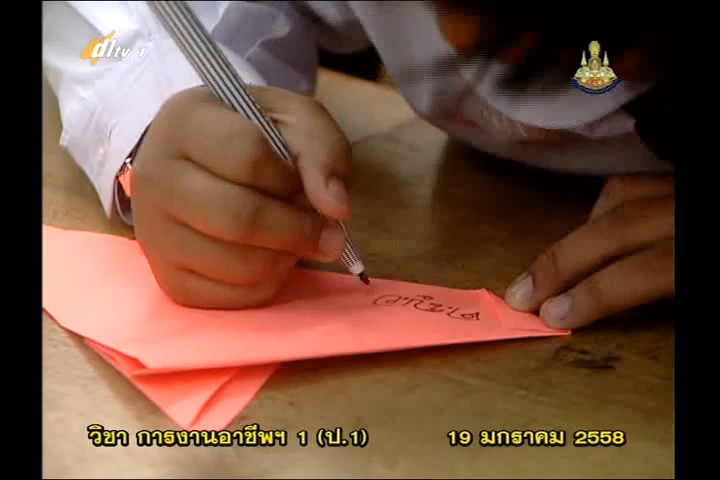 dltv 1
วิชา การงานอาชีพฯ 1 (ป.1) 19 มกราคม 2558